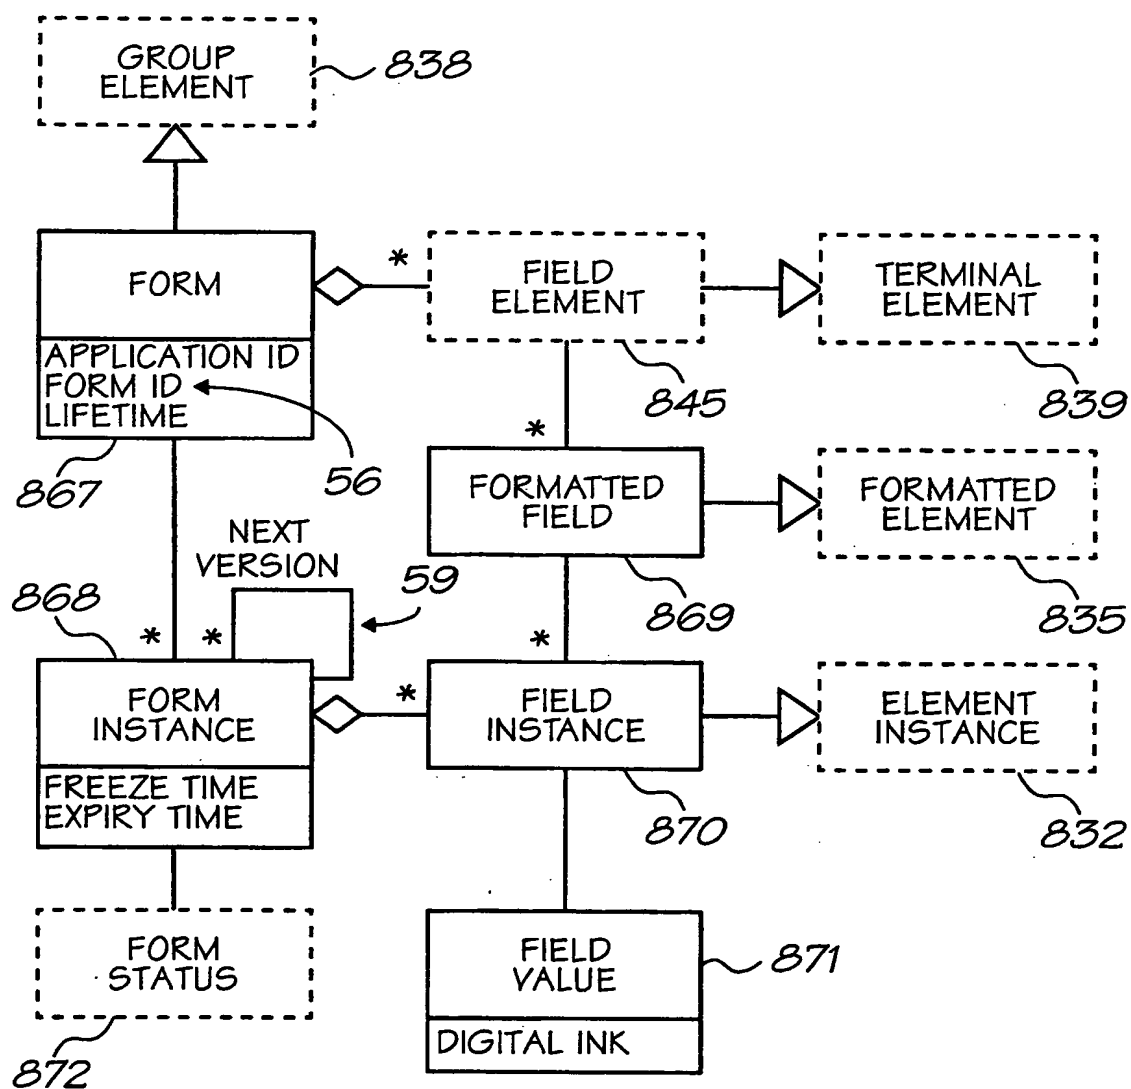 GROUP
ELEMENT
838
FORM
*
FIELD
ELEMENT
TERMINAL
ELEMENT
APPLICATION ID
FORM ID
LIFETIME
845
839
867
56
*
FORMATTED
FIELD
FORMATTED
ELEMENT
NEXT
VERSION
59
868
869
835
*
*
*
FORM
INSTANCE
*
FIELD
INSTANCE
ELEMENT
INSTANCE
FREEZE TIME
EXPIRY TIME
870
832
FORM
STATUS
FIELD
VALUE
871
DIGITAL INK
872